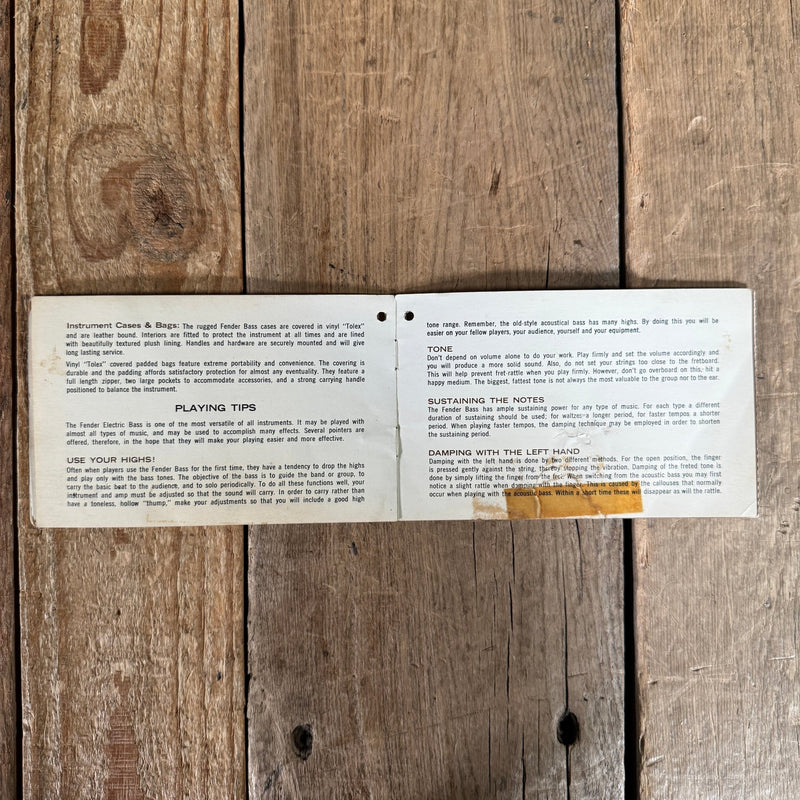 Instrument Cases & Bags: The rugged Fender Bass cases are covered in vinyl "Tolex"
and are leather bound. Interiors are fitted to protect the instrument at all times and are lined
with beautifully textured plush lining. Handles and hardware are securely mounted and will give
long lasting service.
Vinyl "Tolex" covered padded bags feature extreme portability and convenience. The covering is
durable and the padding affords satisfactory protection for almost any eventuality. They feature a
full length zipper, two large pockets to accommodate accessories, and a strong carrying handle
positioned to balance the instrument.
PLAYING TIPS
The Fender Electric Bass is one of the most versatile of all instruments. It may be played with
almost all types of music, and may be used to accomplish many effects. Several pointers are
offered, therefore, in the hope that they will make your playing easier and more effective.
USE YOUR HIGHS!
Often when players use the Fender Bass for the first time, they have a tendency to drop the highs
and play only with the bass tones. The objective of the bass is to guide the band or group, to
carry the basic beat to the audience, and to solo periodically. To do all these functions well, your
instrument and amp must be adjusted so that the sound will carry. In order to carry rather than
have a toneless, hollow "thump," make your adjustments so that you will include a good high
tone range. Remember, the old-style acoustical bass has many highs. By doing this you will be
easier on your fellow players, your audience, yourself and your equipment.
TONE
Don't depend on volume alone to do your work. Play firmly and set the volume accordingly and
you will produce a more solid sound. Also, do not set your strings too close to the fretboard.
This will help prevent fret-rattle when you play firmly. However, don't go overboard on this; hit a
happy medium. The biggest, fattest tone is not always the most valuable to the group nor to the ear.
SUSTAINING THE NOTES
The Fender Bass has ample sustaining power for any type of music. For each type a different
duration of sustaining should be used; for waltzes a longer period, for faster tempos, a shorter
period. When playing faster tempos, the damping technique may be employed in order to shorten
the sustaining period.
DAMPING WITH THE LEFT HAND
Damping with the left hand is done by two different methods. For the open position, the finger
is pressed gently against the string, thereby stopping the vibration. Damping of the freted tone is
done by simply lifting the finger from the fret. When switching from the acoustic bass you may first
notice a slight rattle when damping with the finger. This is caused by the callouses that normally
occur when playing with the acoustic bass. Within a short time these will disappear as will the rattle.